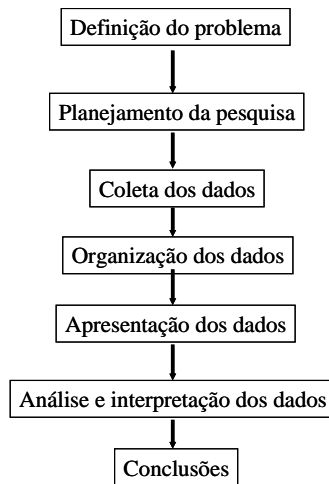 Definição do problema
Planejamento da pesquisa
Coleta dos dados
Organização dos dados
Apresentação dos dados
Análise e interpretação dos dados
Conclusões